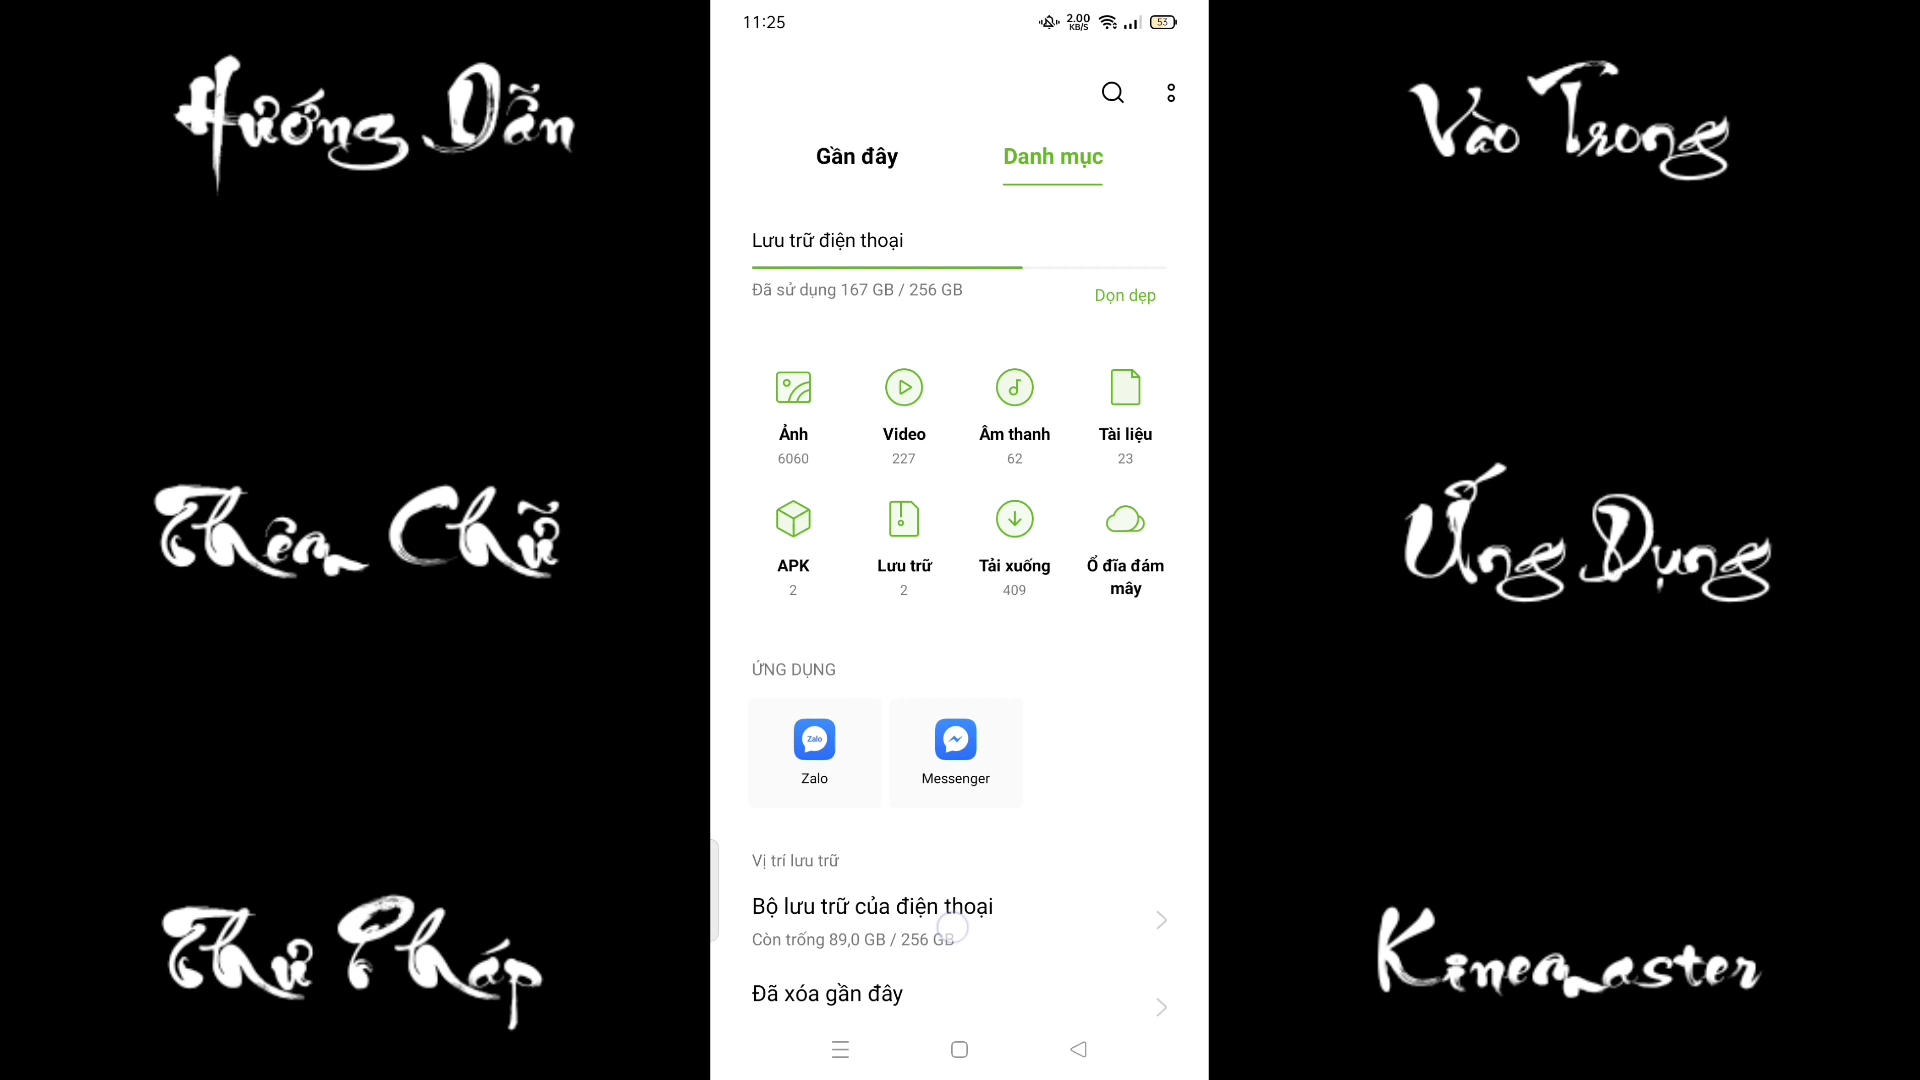 Hướng Dẫn
Thêm Chữ
Thư Pháp
11:25
2.00
KB/S
53
Gần đây
Danh mục
Lưu trữ điện thoại
Đã sử dụng 167 GB / 256 GB
Dọn dẹp
Ảnh
6060
Video
227
Âm thanh
62
Tài liệu
23
APK
2
Lưu trữ
2
Tải xuống
409
Ổ đĩa đám
mây
ỨNG DỤNG
Zalo
Zalo
Messenger
Vị trí lưu trữ
Bộ lưu trữ của điện thoại
Còn trống 89,0 GB / 256 GB
Đã xóa gần đây
Vào Trong
Ứng Dụng
Kinemaster